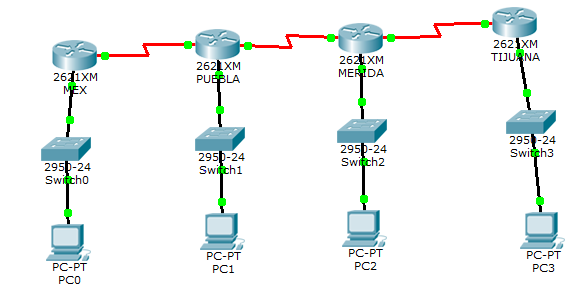 2621XM
MEX
2621XM
PUEBLA
2621XM
MERIDA
2621XM
TIJUANA
2950-24
Switch0
2950-24
Switch1
2950-24
Switch2
2950-24
Switch3
PC-PT
PC0
PC-PT
PC1
PC-PT
PC2
PC-PT
PC3